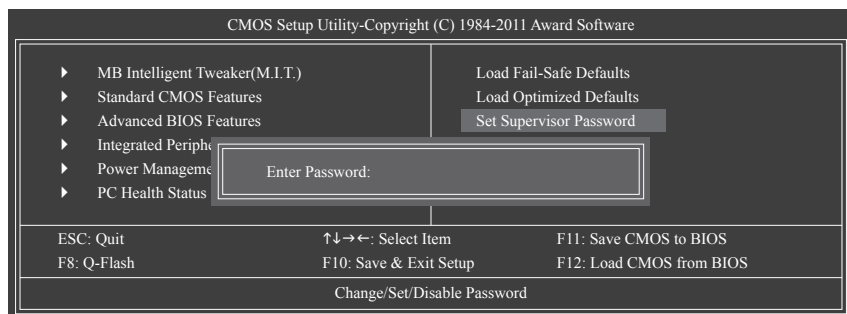 CMOS Setup Utility-Copyright (C) 1984-2011 Award Software
MB Intelligent Tweaker(M.I.T.)
Standard CMOS Features
Advanced BIOS Features
Integrated Periphe
Power Manageme
PC Health Status
Load Fail-Safe Defaults
Load Optimized Defaults
Set Supervisor Password
Enter Password:
ESC: Quit
↑↓→←: Select Item
F11: Save CMOS to BIOS
F8: Q-Flash
F10: Save & Exit Setup
F12: Load CMOS from BIOS
Change/Set/Disable Password